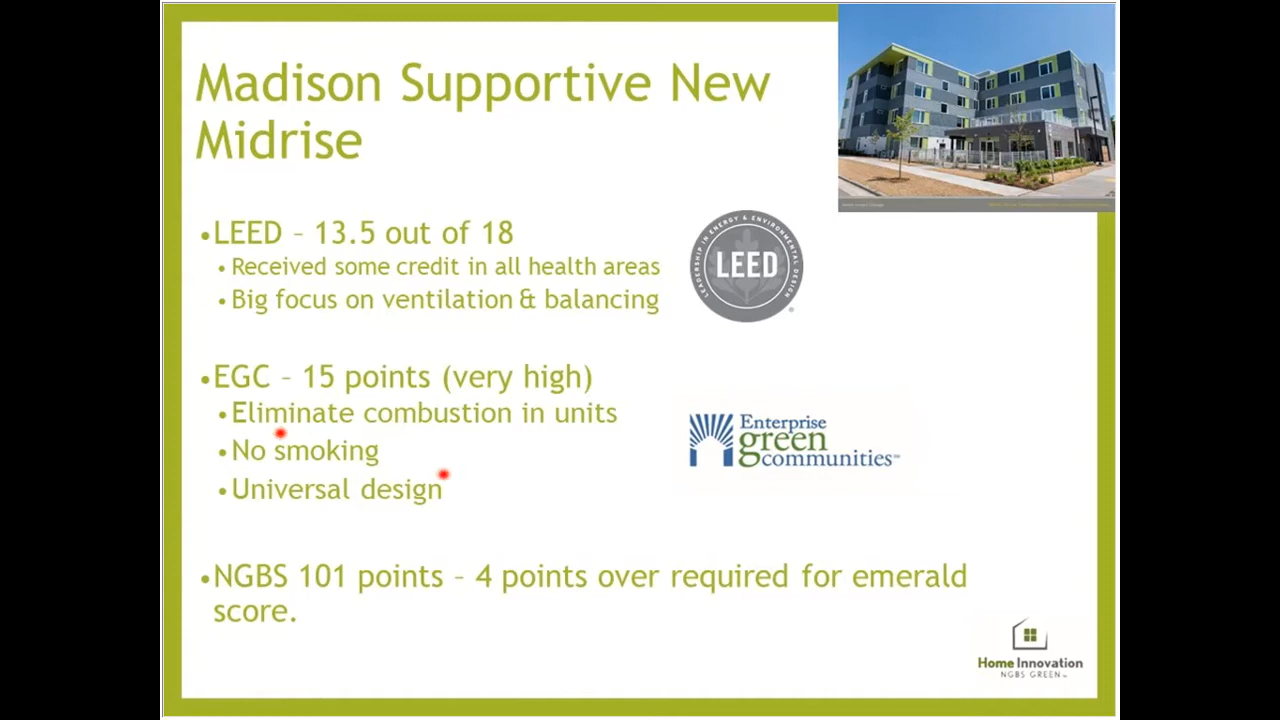 Madison Supportive New
Midrise
•LEED – 13.5 out of 18
• Received some credit in all health areas
• Big focus on ventilation & balancing
LEADERSHIP IN ENERGY & ENVIRONMENTAL DESIGN
LEED
®
•EGC – 15 points (very high)
• Eliminate combustion in units
• No smoking
• Universal design
Enterprise
green
communities™
•NGBS 101 points – 4 points over required for emerald
score.
Home Innovation
NGBS GREEN™